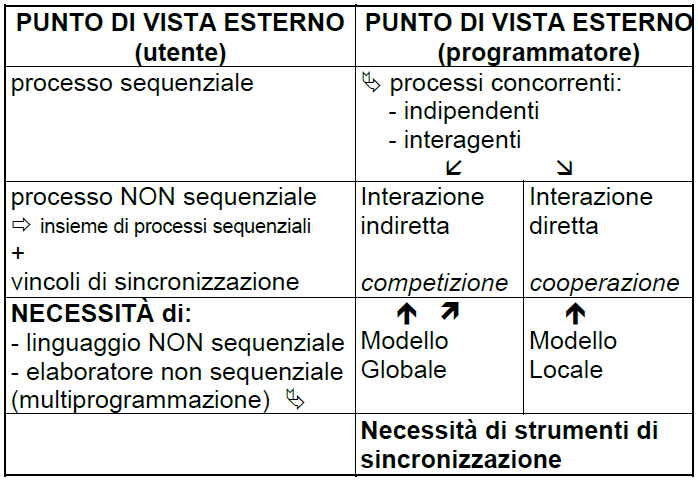 PUNTO DI VISTA ESTERNO
(utente)
PUNTO DI VISTA ESTERNO
(programmatore)
processo sequenziale
processi concorrenti:
- indipendenti
- interagenti
processo NON sequenziale
insieme di processi sequenziali
+
vincoli di sincronizzazione
Interazione
indiretta
competizione
Interazione
diretta
cooperazione
NECESSITÀ di:
- linguaggio NON sequenziale
- elaboratore non sequenziale
(multiprogrammazione)
Modello
Globale
Modello
Locale
Necessità di strumenti di
sincronizzazione